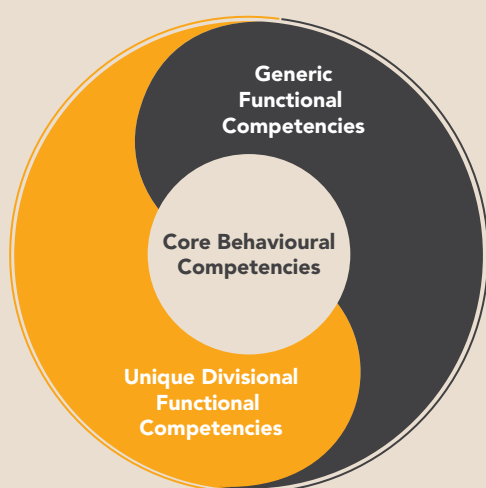 Generic
Functional
Competencies
Core Behavioural
Competencies
Unique Divisional
Functional
Competencies